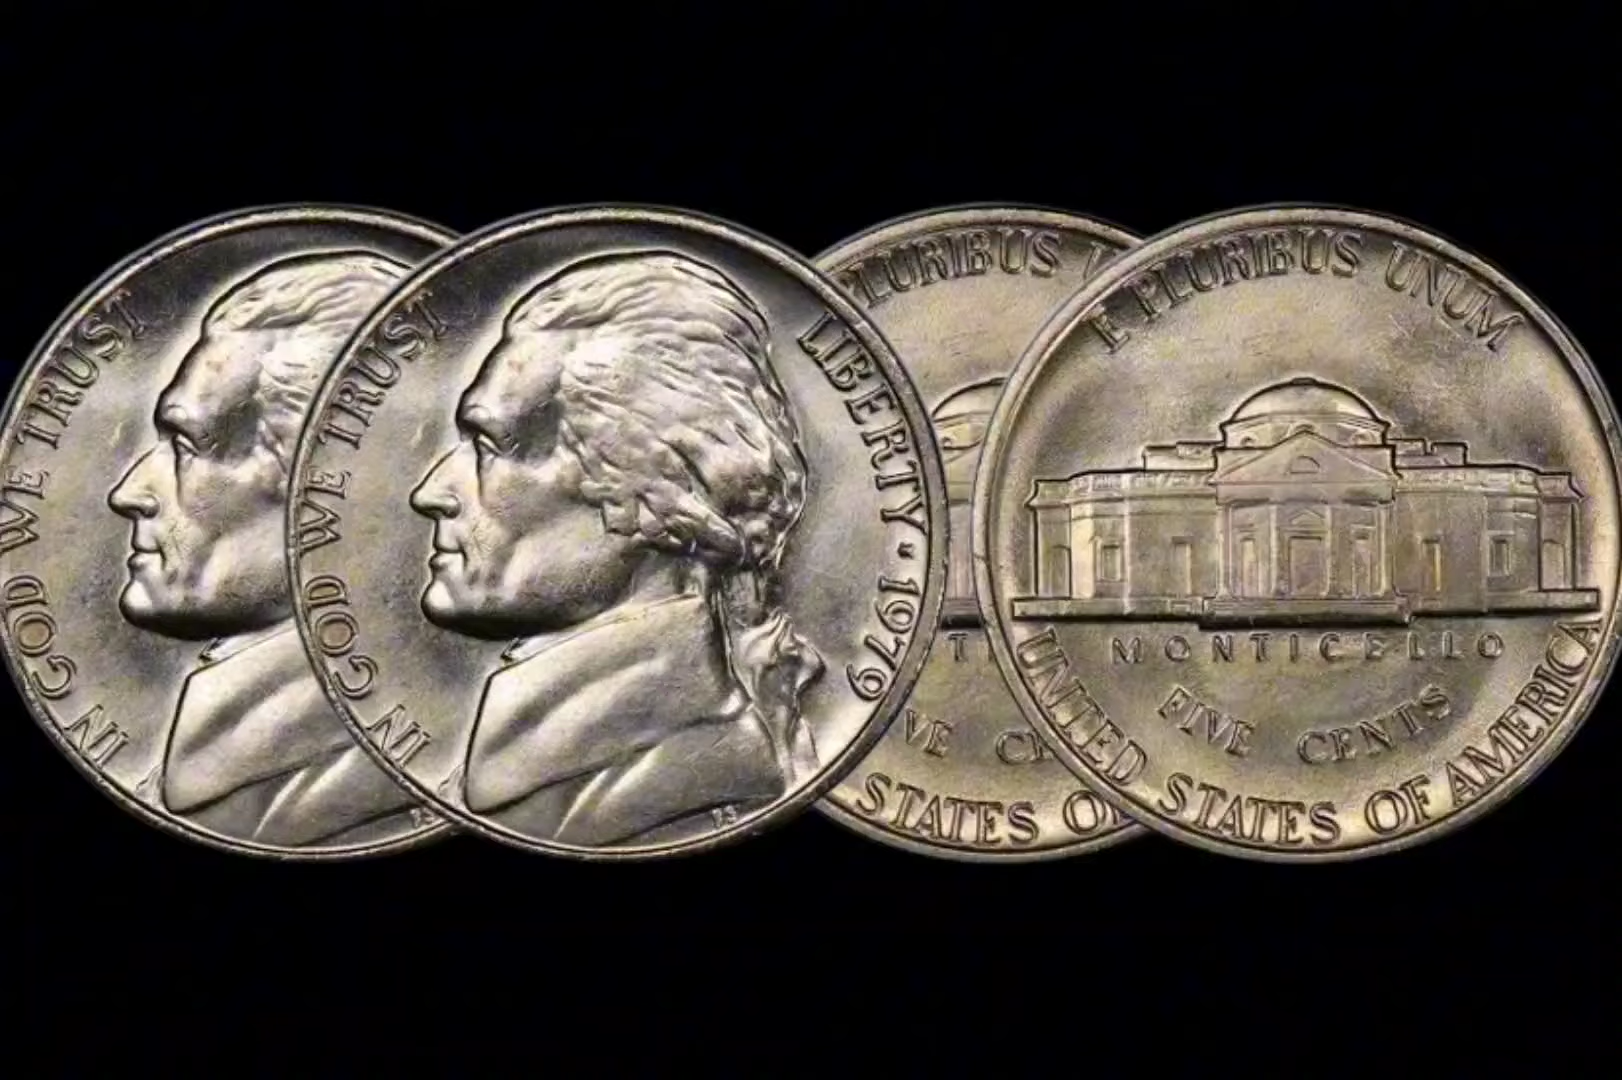 IN GOD WE TRUST
IN GOD WE TRUST
LIBERTY · 1979
FS
PLURIBUS
STATES
E PLURIBUS UNUM
MONTICELLO
FIVE CENTS
UNITED STATES OF AMERICA